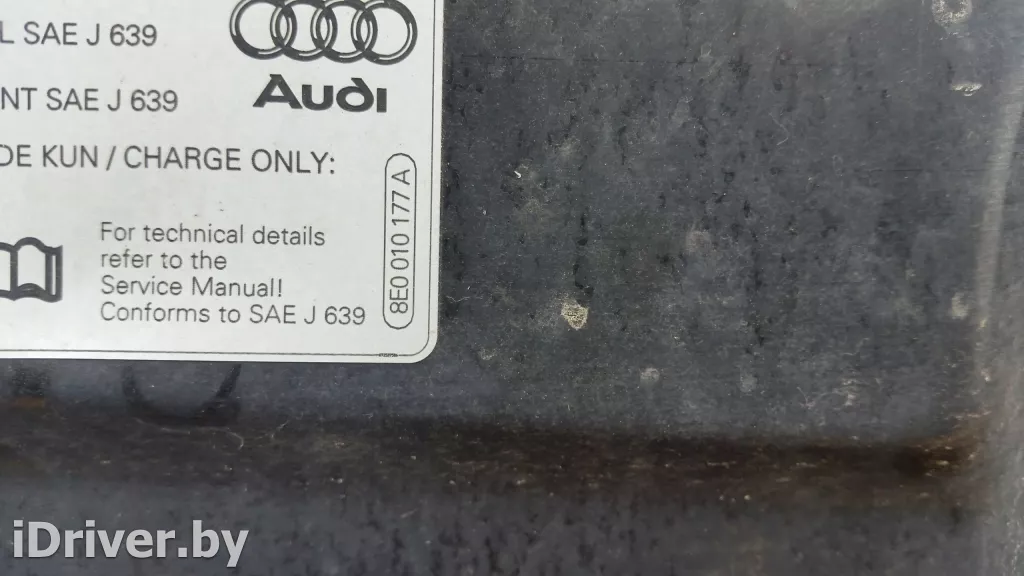 L SAE J 639
NT SAE J 639
Audi
DE KUN / CHARGE ONLY:
For technical details
refer to the
Service Manual!
Conforms to SAE J 639
8E0 010 177 A
iDriver.by